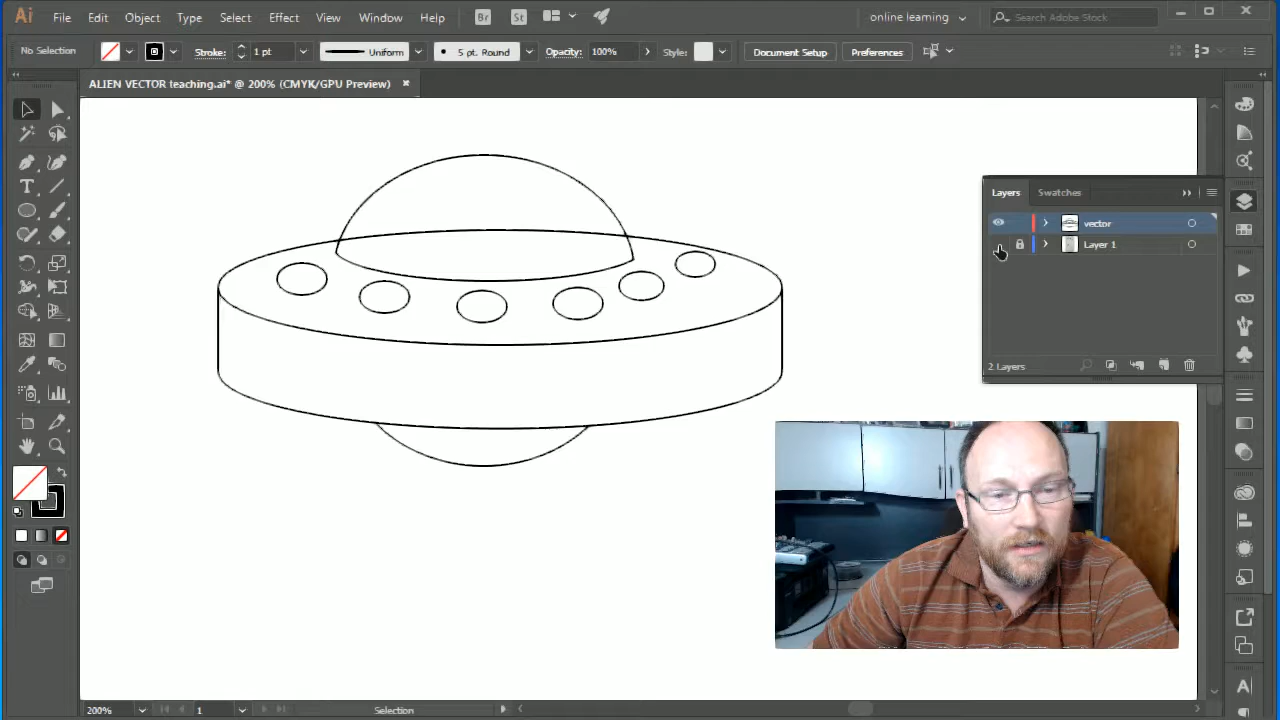 Ai File Edit Object Type Select Effect View Window Help Br St online learning Search Adobe Stock
No Selection Stroke: 1 pt Uniform 5 pt. Round Opacity: 100% Style: Document Setup Preferences
ALIEN VECTOR teaching.ai* @ 200% (CMYK/GPU Preview)
Layers Swatches
vector
Layer 1
2 Layers
200% 1 Selection